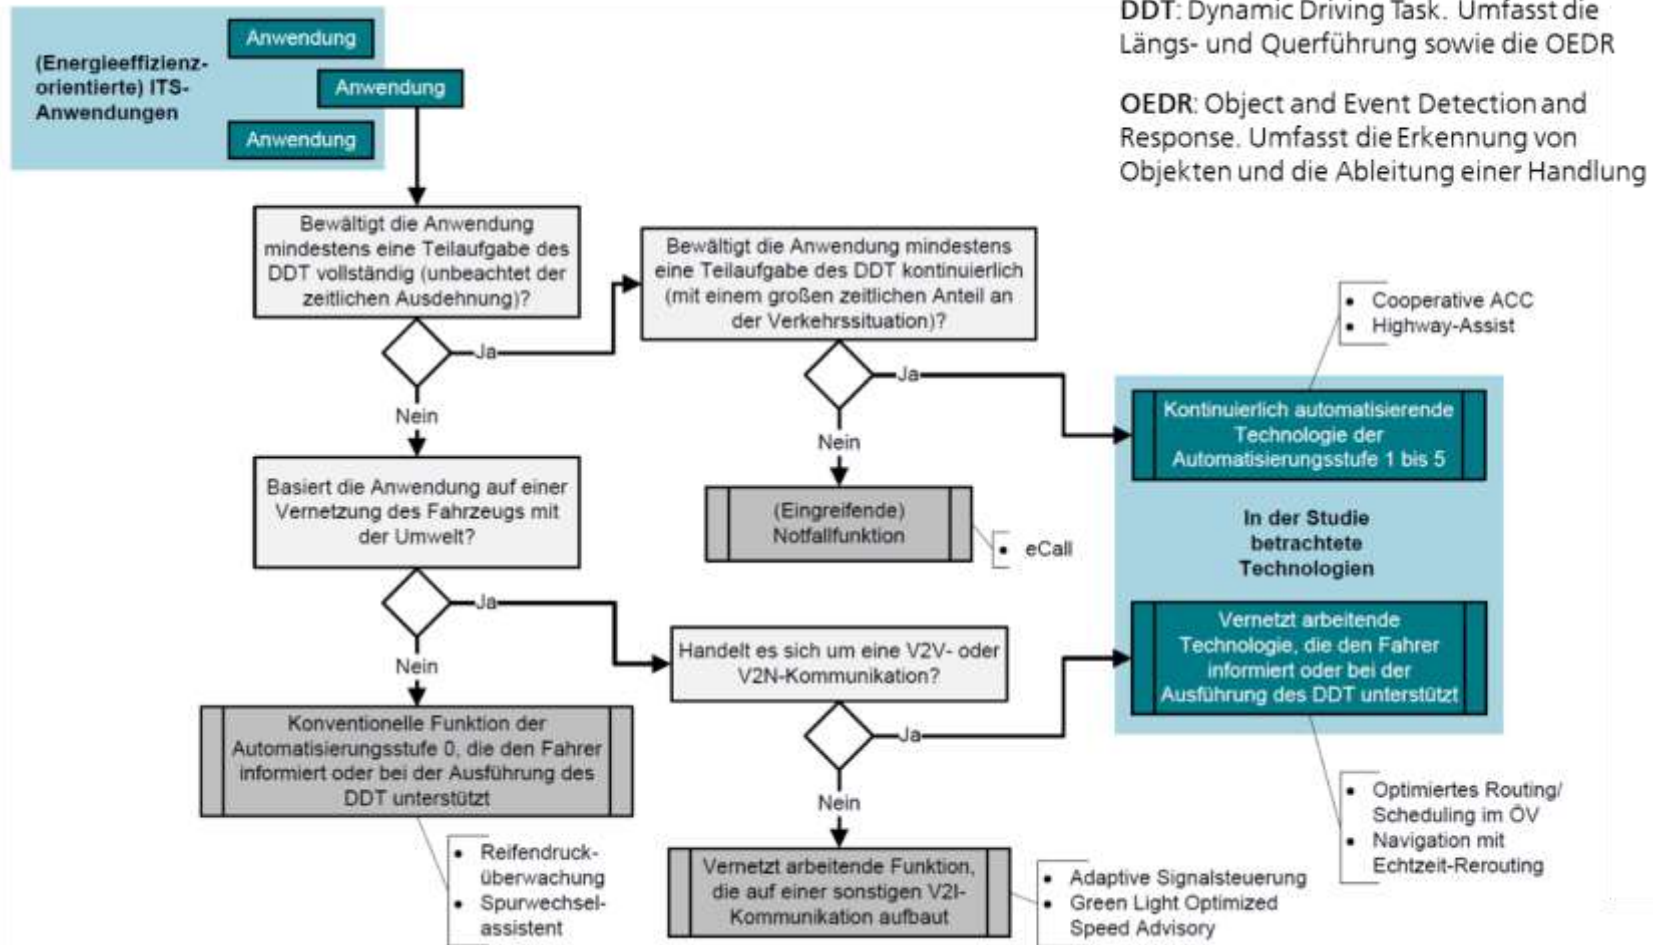 DDT: Dynamic Driving Task. Umfasst die
Längs- und Querführung sowie die OEDR
OEDR: Object and Event Detection and
Response. Umfasst die Erkennung von
Objekten und die Ableitung einer Handlung
(Energieeffizienz-
orientierte) ITS-
Anwendungen
Anwendung
Anwendung
Anwendung
Bewältigt die Anwendung
mindestens eine Teilaufgabe des
DDT vollständig (unbeachtet der
zeitlichen Ausdehnung)?
Ja
Nein
Bewältigt die Anwendung mindestens
eine Teilaufgabe des DDT kontinuierlich
(mit einem großen zeitlichen Anteil an
der Verkehrssituation)?
Ja
Nein
• Cooperative ACC
• Highway-Assist
Kontinuierlich automatisierende
Technologie der
Automatisierungsstufe 1 bis 5
(Eingreifende)
Notfallfunktion
• eCall
In der Studie
betrachtete
Technologien
Basiert die Anwendung auf einer
Vernetzung des Fahrzeugs mit
der Umwelt?
Ja
Nein
Handelt es sich um eine V2V- oder
V2N-Kommunikation?
Ja
Nein
Vernetzt arbeitende
Technologie, die den Fahrer
informiert oder bei der
Ausführung des DDT unterstützt
Konventionelle Funktion der
Automatisierungsstufe 0, die den Fahrer
informiert oder bei der Ausführung des
DDT unterstützt
• Reifendruck-
überwachung
• Spurwechsel-
assistent
Vernetzt arbeitende Funktion,
die auf einer sonstigen V2I-
Kommunikation aufbaut
• Adaptive Signalsteuerung
• Green Light Optimized
Speed Advisory
• Optimiertes Routing/
Scheduling im ÖV
• Navigation mit
Echtzeit-Rerouting